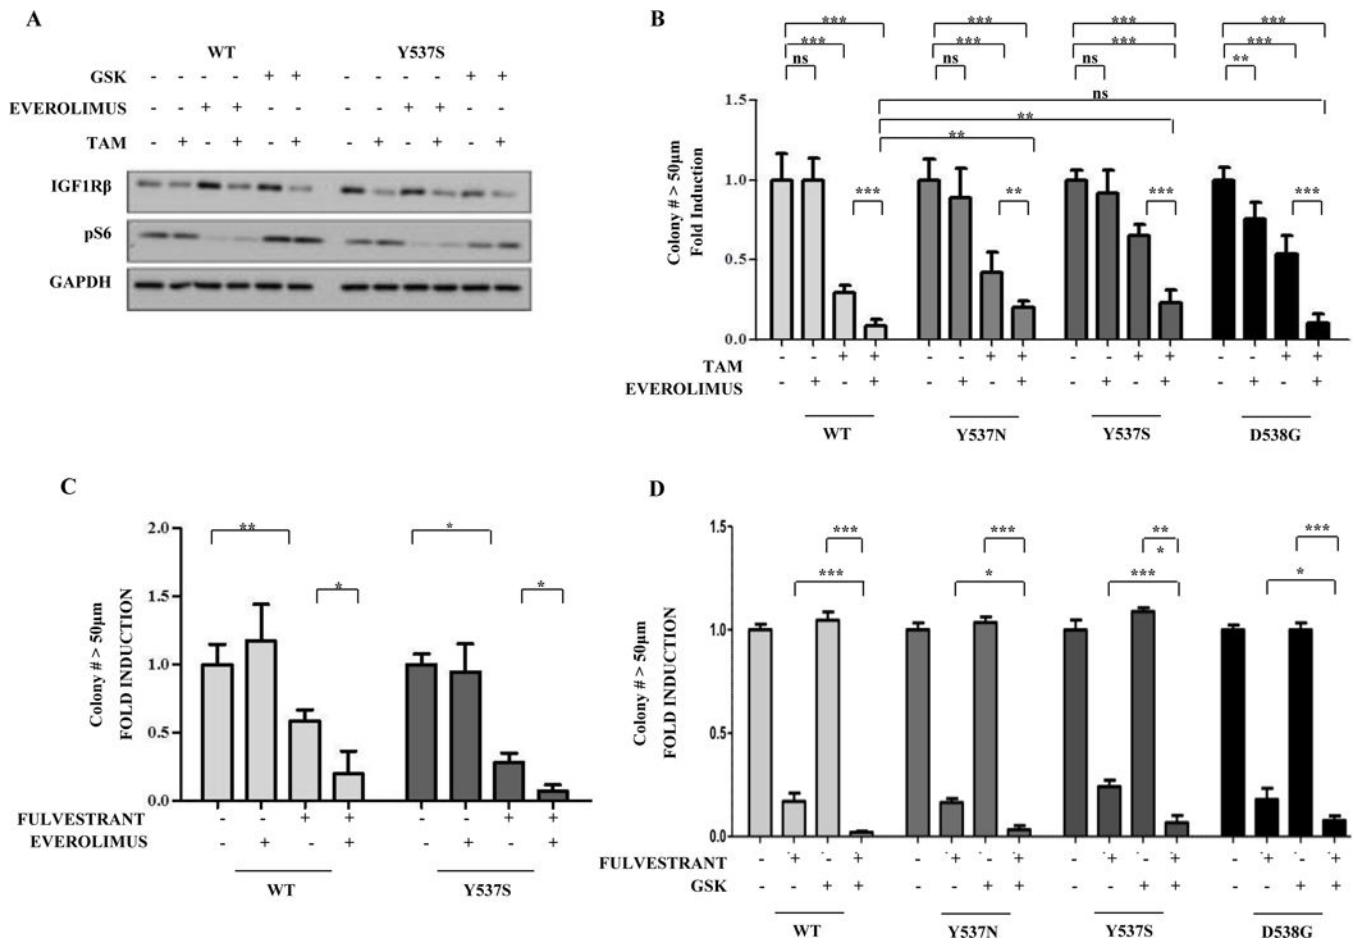 A
WT Y537S
GSK - - - - + + - - - - + +
EVEROLIMUS - - + + - - - - + + - -
TAM - + - + - + - + - + - +
IGF1Rβ
pS6
GAPDH
B
*** *** *** ***
*** *** *** ***
ns ns ns **
ns
**
**
*** ** *** ***
Colony # > 50µm
Fold Induction
1.5
1.0
0.5
0.0
TAM - - + + - - + + - - + + - - + +
EVEROLIMUS - + - + - + - + - + - + - + - +
WT Y537N Y537S D538G
C
** *
* *
Colony # > 50µm
FOLD INDUCTION
2.0
1.5
1.0
0.5
0.0
FULVESTRANT - - + + - - + +
EVEROLIMUS - + - + - + - +
WT Y537S
D
*** *** ** ***
*
*** * *** *
Colony # > 50µm
FOLD INDUCTION
1.5
1.0
0.5
0.0
FULVESTRANT - + - + - + - + - + - + - + - +
GSK - - + + - - + + - - + + - - + +
WT Y537N Y537S D538G